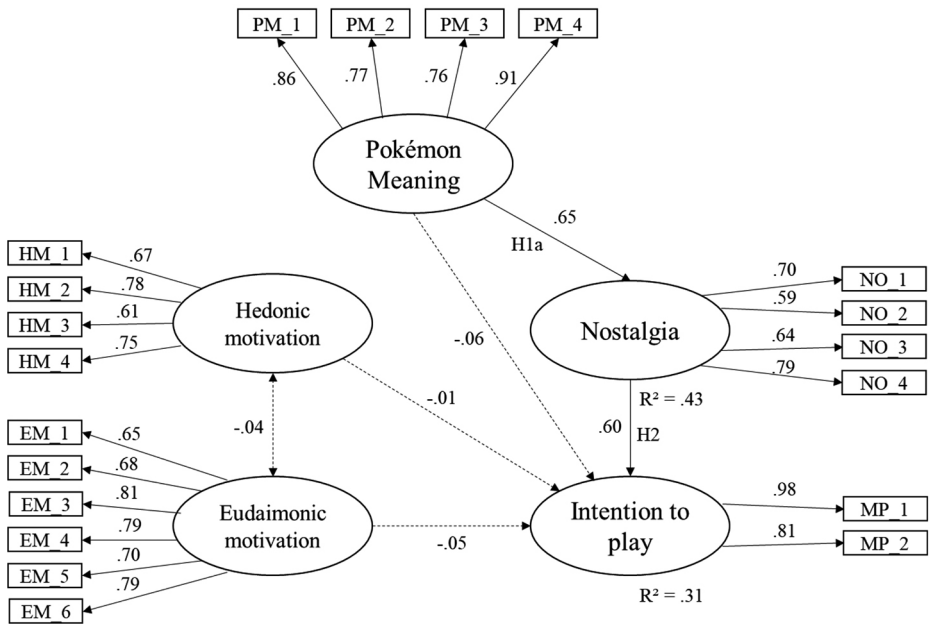 PM_1 PM_2 PM_3 PM_4
.86 .77 .76 .91
Pokémon
Meaning
.65
H1a
HM_1 .67
HM_2 .78
HM_3 .61
HM_4 .75
Hedonic
motivation
NO_1 .70
NO_2 .59
NO_3 .64
NO_4 .79
Nostalgia
R² = .43
-.06
-.01
-.04
.60 H2
EM_1 .65
EM_2 .68
EM_3 .81
EM_4 .79
EM_5 .70
EM_6 .79
Eudaimonic
motivation
-.05
Intention to
play
.98 MP_1
.81 MP_2
R² = .31